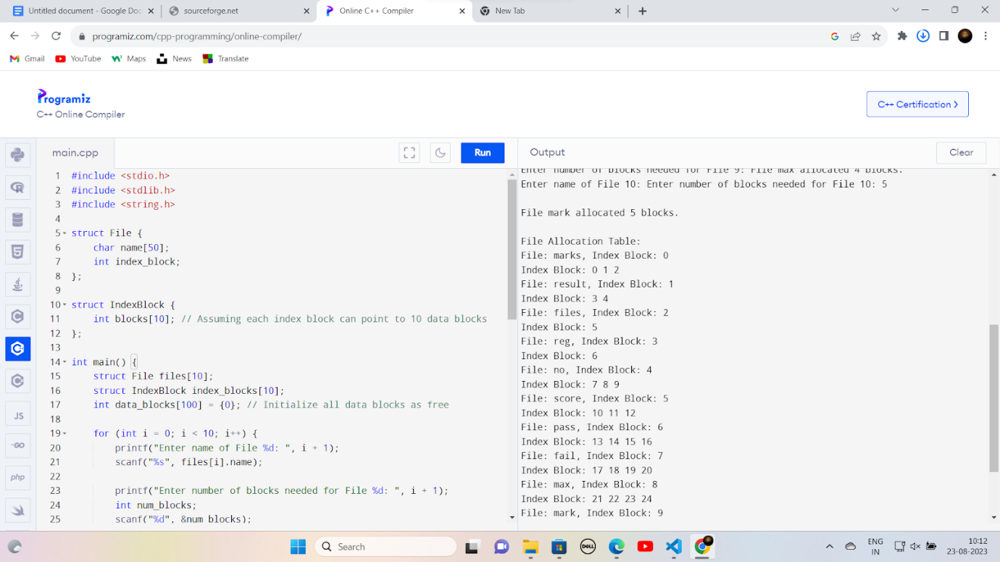 Untitled document - Google Doc
sourceforge.net
Online C++ Compiler
New Tab
programiz.com/cpp-programming/online-compiler/
Gmail
YouTube
Maps
News
Translate
Programiz
C++ Online Compiler
C++ Certification
main.cpp
Run
1 #include <stdio.h>
2 #include <stdlib.h>
3 #include <string.h>
4
5 struct File {
6 char name[50];
7 int index_block;
8 };
9
10 struct IndexBlock {
11 int blocks[10]; // Assuming each index block can point to 10 data blocks
12 };
13
14 int main() {
15 struct File files[10];
16 struct IndexBlock index_blocks[10];
17 int data_blocks[100] = {0}; // Initialize all data blocks as free
18
19 for (int i = 0; i < 10; i++) {
20 printf("Enter name of File %d: ", i + 1);
21 scanf("%s", files[i].name);
22
23 printf("Enter number of blocks needed for File %d: ", i + 1);
24 int num_blocks;
25 scanf("%d", &num_blocks);
Output
Clear
Enter number of blocks needed for File 9: File max allocated 4 blocks.
Enter name of File 10: Enter number of blocks needed for File 10: 5
File mark allocated 5 blocks.
File Allocation Table:
File: marks, Index Block: 0
Index Block: 0 1 2
File: result, Index Block: 1
Index Block: 3 4
File: files, Index Block: 2
Index Block: 5
File: reg, Index Block: 3
Index Block: 6
File: no, Index Block: 4
Index Block: 7 8 9
File: score, Index Block: 5
Index Block: 10 11 12
File: pass, Index Block: 6
Index Block: 13 14 15 16
File: fail, Index Block: 7
Index Block: 17 18 19 20
File: max, Index Block: 8
Index Block: 21 22 23 24
File: mark, Index Block: 9
JS
GO
php
Search
DELL
ENG
IN
10:12
23-08-2023